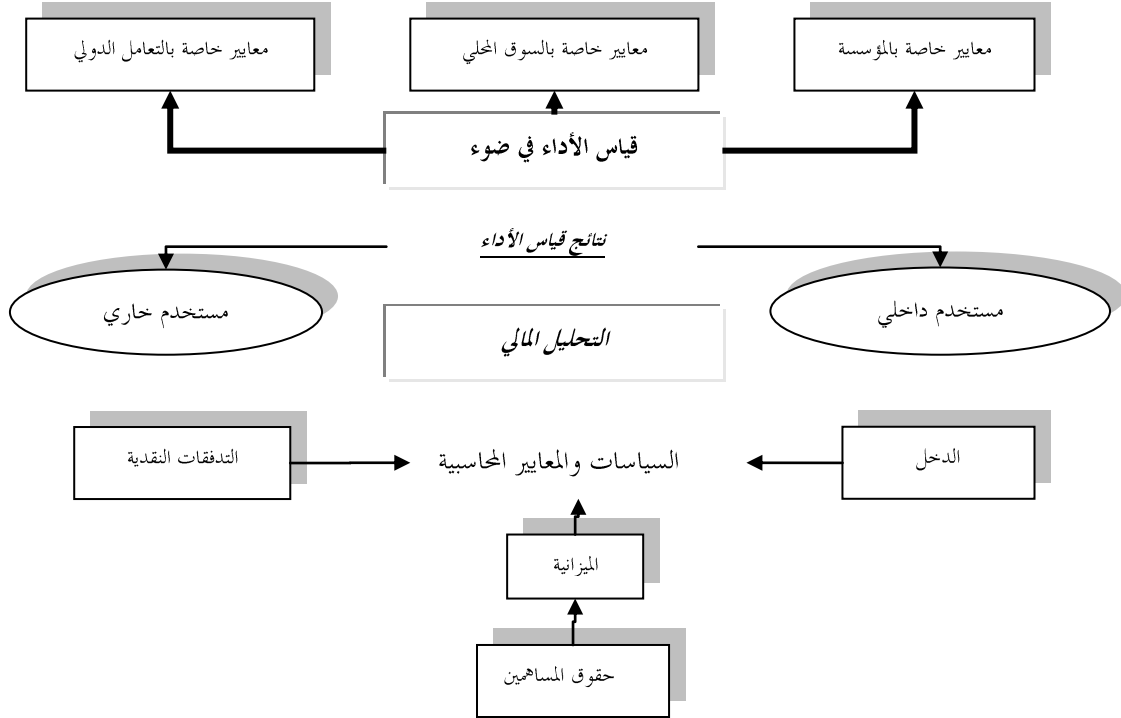 معايير خاصة بالمؤسسة
معايير خاصة بالسوق المحلي
معايير خاصة بالتعامل الدولي
قياس الأداء في ضوء
نتائج قياس الأداء
مستخدم داخلي
مستخدم خاري
التحليل المالي
الدخل
السياسات والمعايير المحاسبية
التدفقات النقدية
الميزانية
حقوق المساهمين